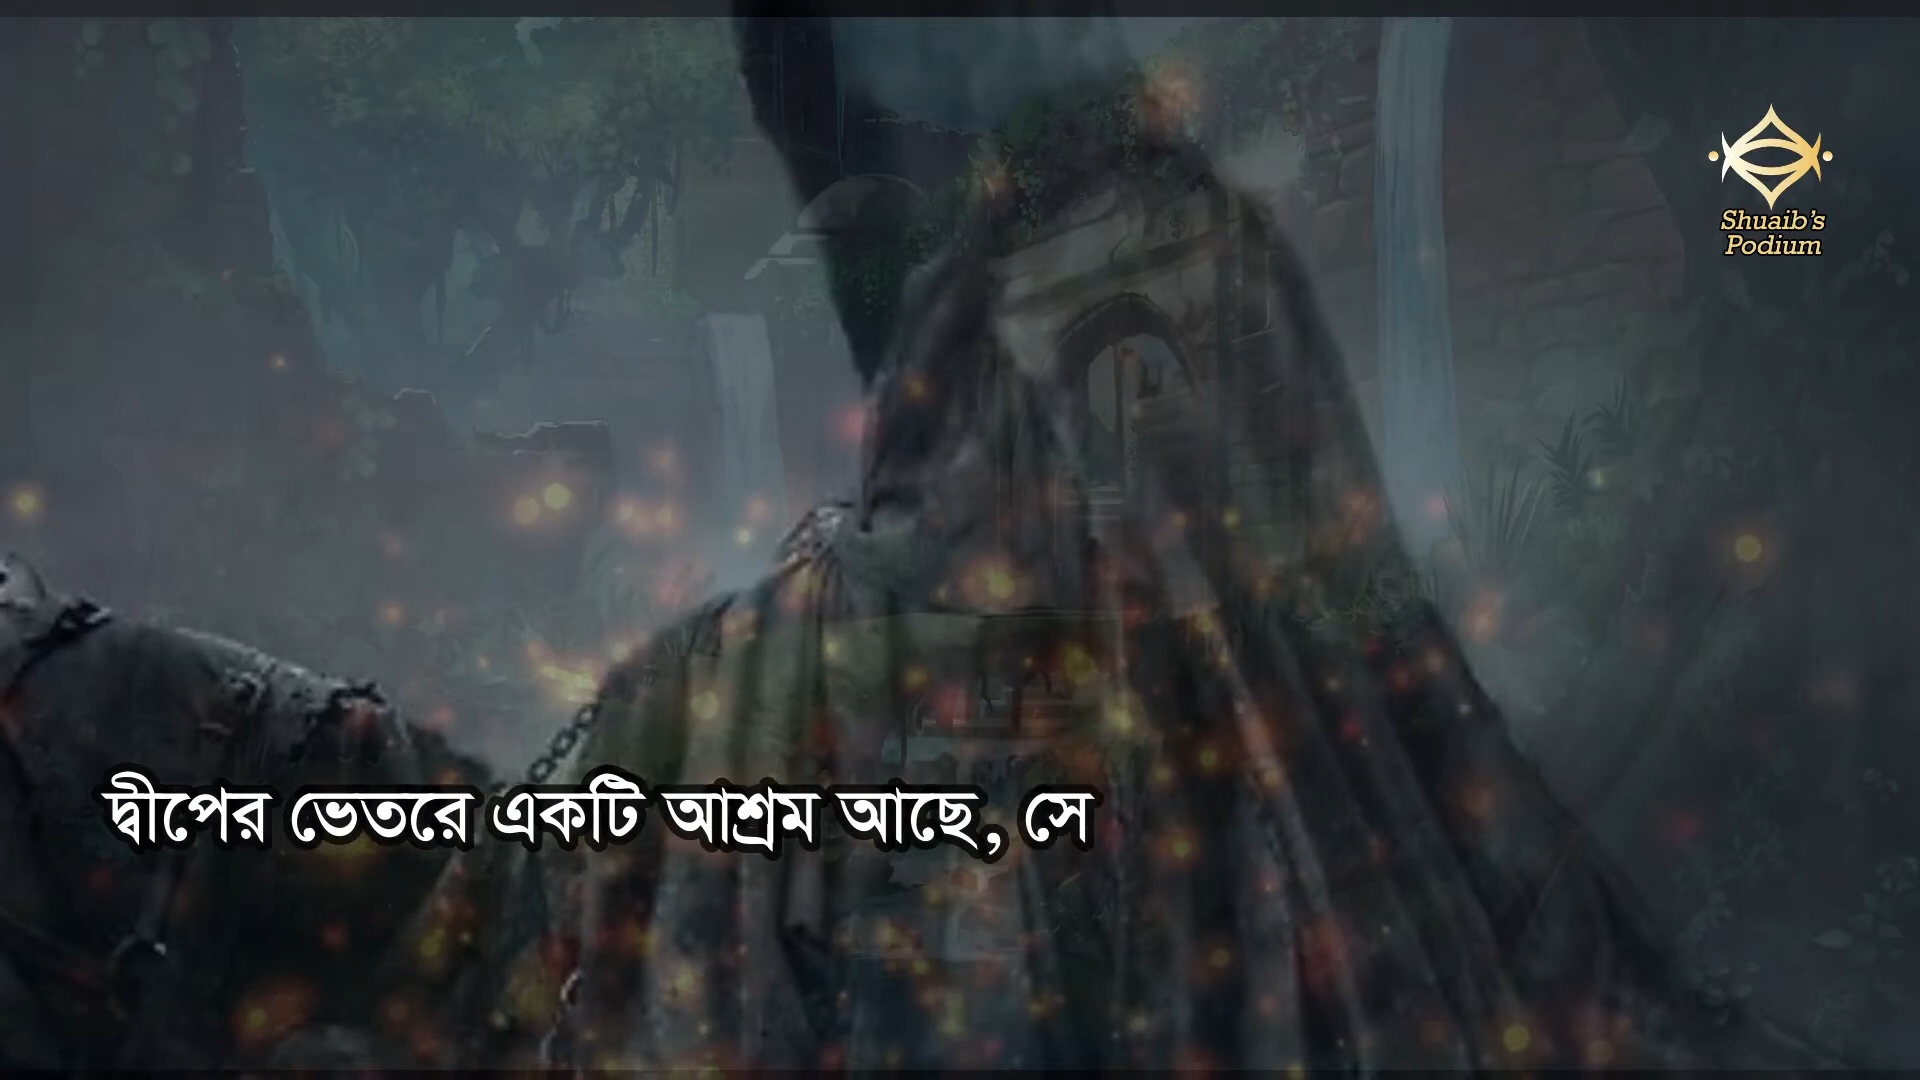 Shuaib's
Podium
দ্বীপের ভেতরে একটি আশ্রম আছে, সে